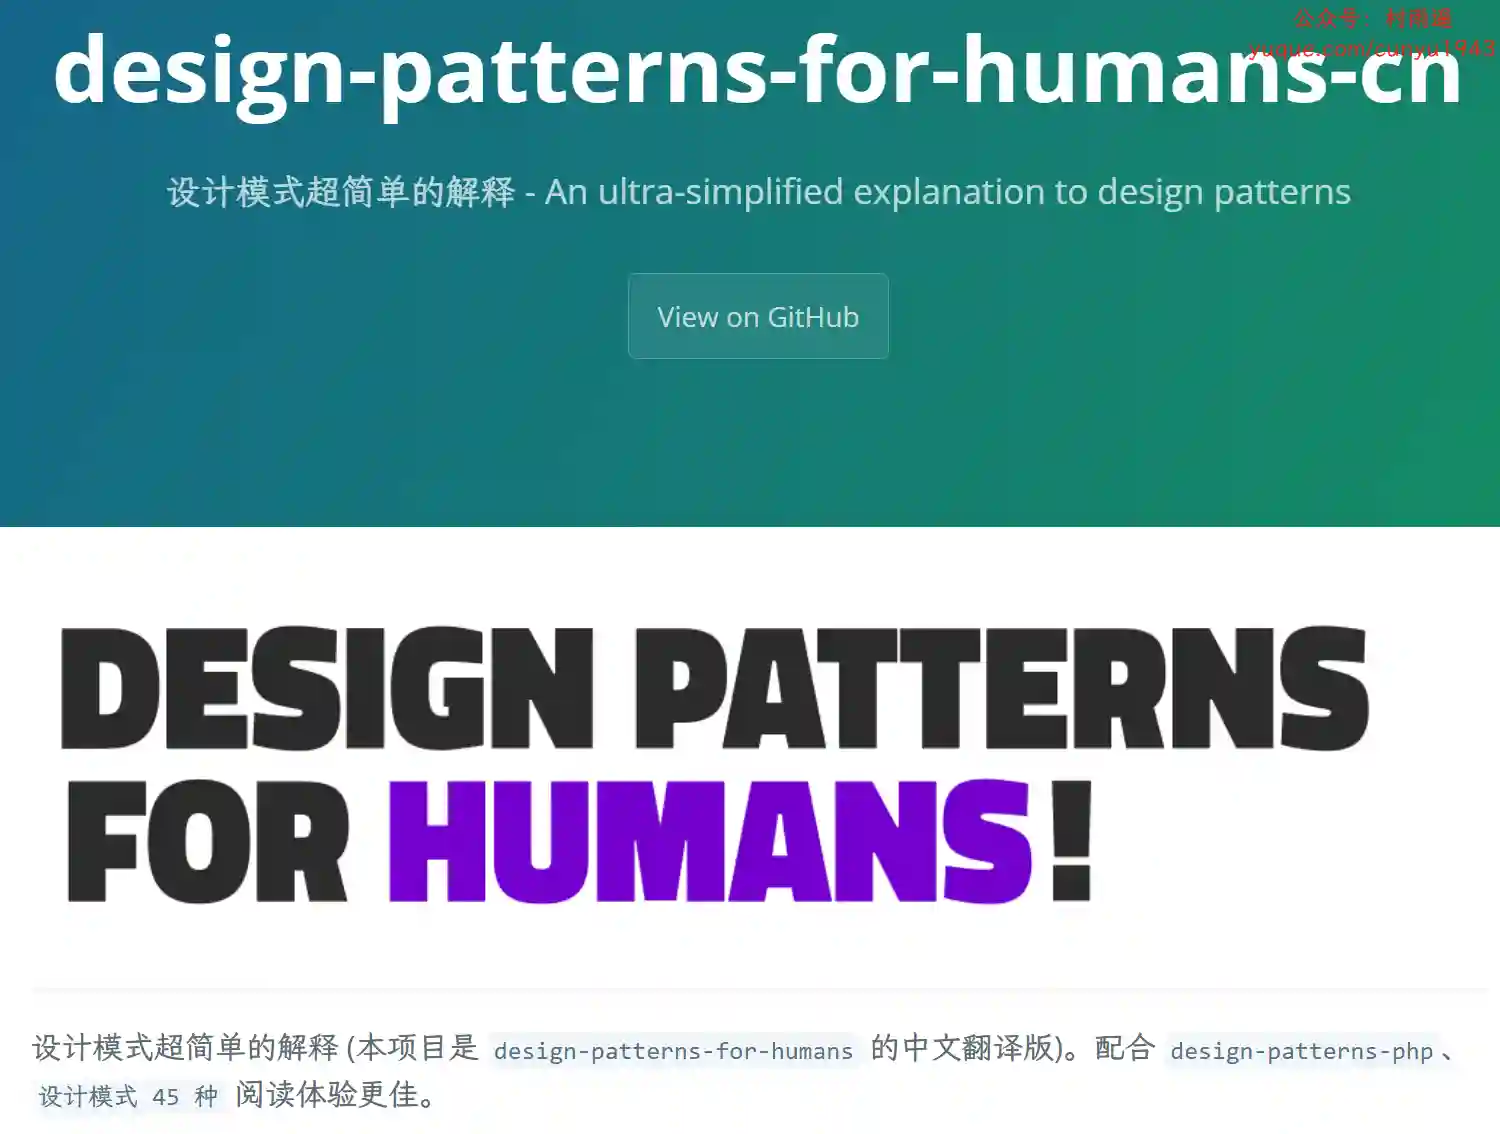 公众号：村雨遥
yuque.com/cunyu1943
design-patterns-for-humans-cn
设计模式超简单的解释 - An ultra-simplified explanation to design patterns
View on GitHub
DESIGN PATTERNS
FOR HUMANS!
设计模式超简单的解释 (本项目是 design-patterns-for-humans 的中文翻译版)。配合 design-patterns-php、
设计模式 45 种 阅读体验更佳。